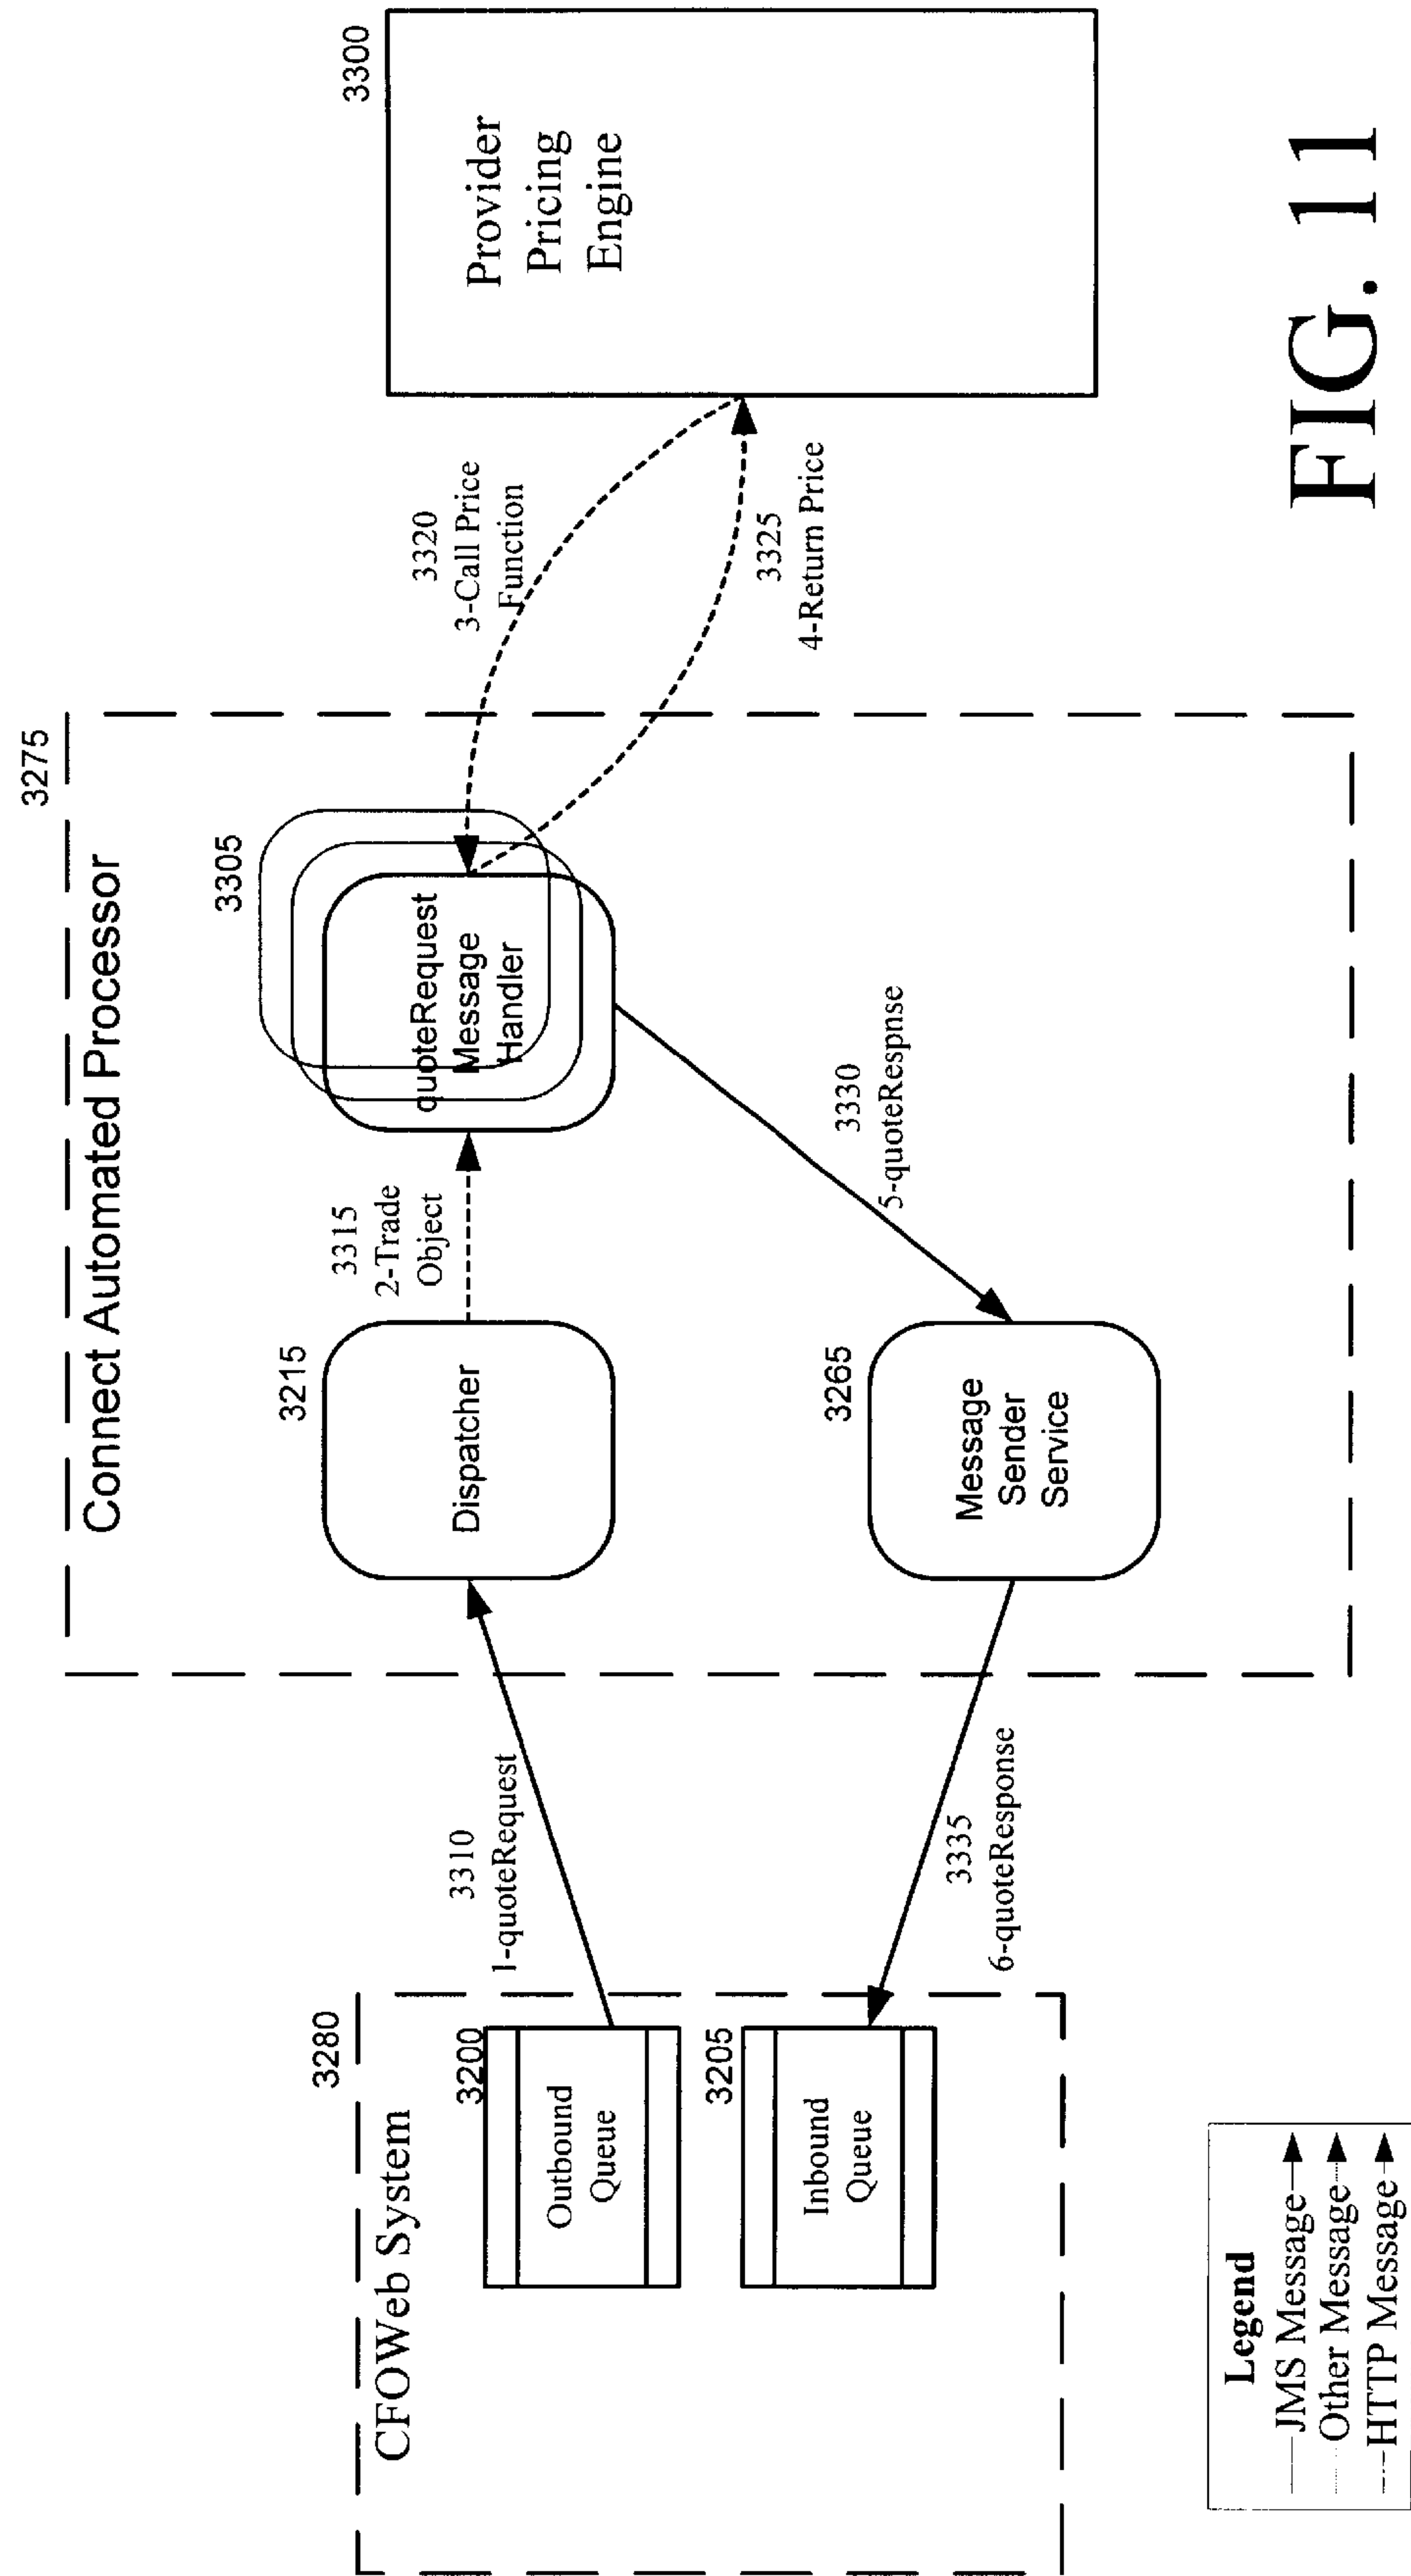 3275
Connect Automated Processor
3280
CFOWeb System
3200
Outbound
Queue
3205
Inbound
Queue
3310
1-quoteRequest
3335
6-quoteResponse
3215
Dispatcher
3265
Message
Sender
Service
3315
2-Trade
Object
3305
quoteRequest
Message
Handler
3330
5-quoteRespnse
3320
3-Call Price
Function
3325
4-Return Price
3300
Provider
Pricing
Engine
Legend
JMS Message
Other Message
HTTP Message
FIG. 11